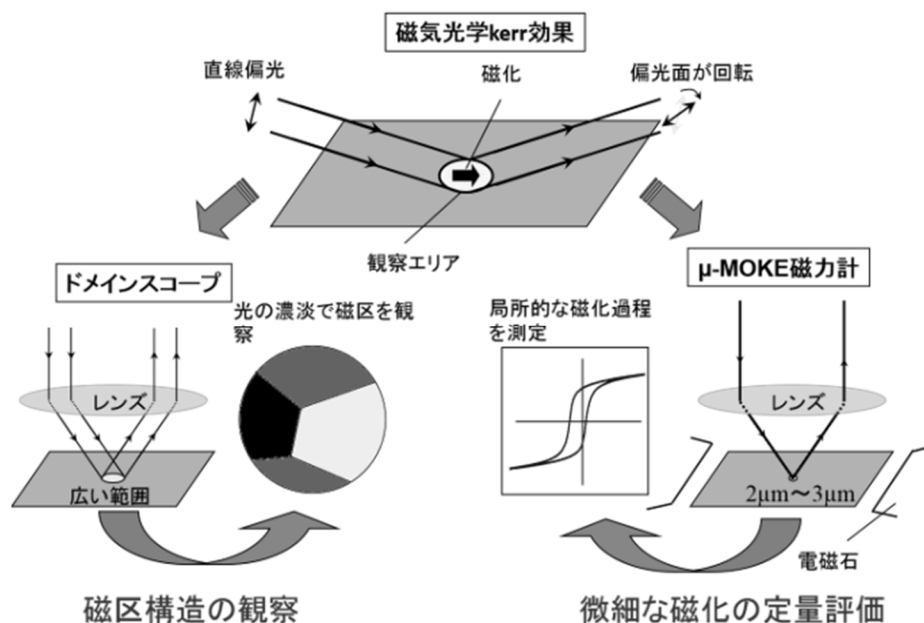 磁気光学kerr効果
直線偏光
磁化
偏光面が回転
観察エリア
ドメインスコープ
μ-MOKE磁力計
光の濃淡で磁区を観
察
局所的な磁化過程
を測定
レンズ
レンズ
広い範囲
2μm〜3μm
電磁石
磁区構造の観察
微細な磁化の定量評価